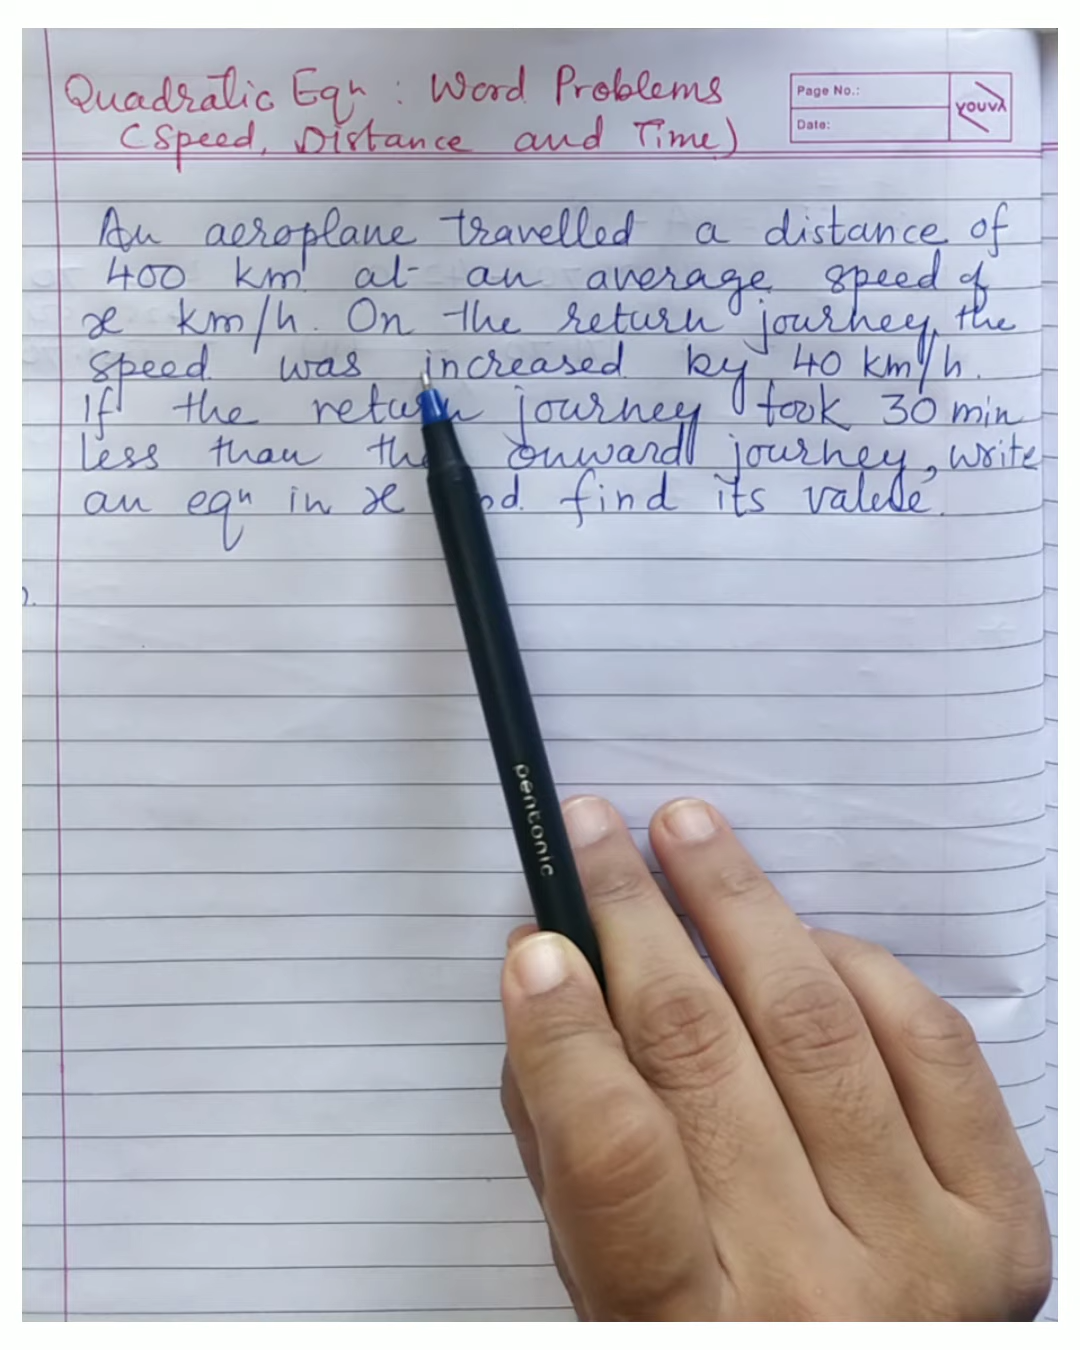 Quadratic Eqn : Word Problems
(Speed, Distance and Time)
Page No.:
Date:
youva
An aeroplane travelled a distance of
400 km at an average speed of
x km/h. On the return journey, the
speed was increased by 40 km/h.
If the return journey took 30 min
less than the onward journey, write
an eqn in x and find its value.
pentonic